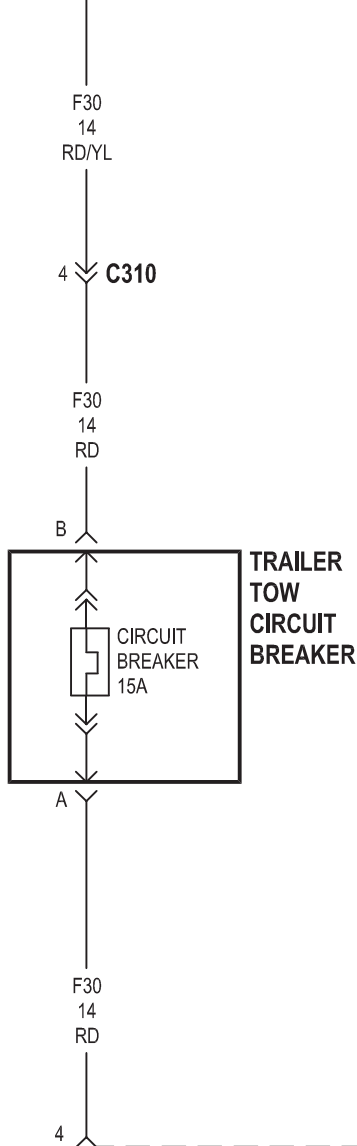 F30
14
RD/YL
4 C310
F30
14
RD
B
TRAILER
TOW
CIRCUIT
BREAKER
CIRCUIT
BREAKER
15A
A
F30
14
RD
4